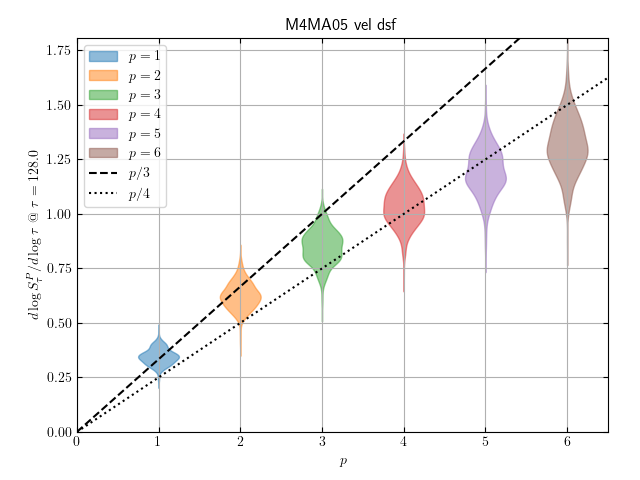 M4MA05 vel dsf
d log S_τ^P / d log τ @ τ = 128.0
1.75
1.50
1.25
1.00
0.75
0.50
0.25
0.00
p = 1
p = 2
p = 3
p = 4
p = 5
p = 6
p/3
p/4
0 1 2 3 4 5 6
p